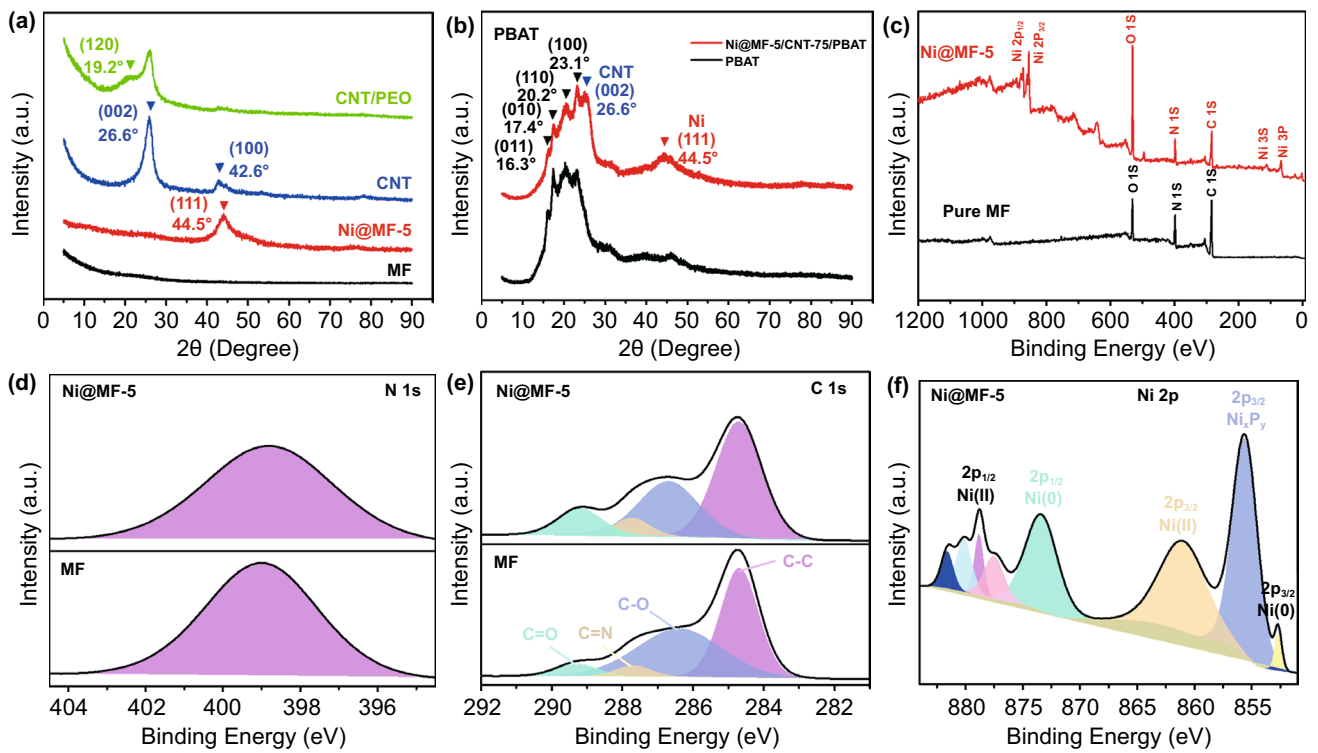 (a)
Intensity (a.u.)
(120)
19.2°
CNT/PEO
(002)
26.6°
(100)
42.6°
CNT
(111)
44.5°
Ni@MF-5
MF
0 10 20 30 40 50 60 70 80 90
2θ (Degree)
(b)
Intensity (a.u.)
PBAT
Ni@MF-5/CNT-75/PBAT
PBAT
(100)
23.1°
(110)
20.2°
(010)
17.4°
(011)
16.3°
CNT
(002)
26.6°
Ni
(111)
44.5°
0 10 20 30 40 50 60 70 80 90
2θ (Degree)
(c)
Intensity (a.u.)
Ni@MF-5
Ni 2p1/2
Ni 2P3/2
O 1S
N 1S
C 1S
Ni 3S
Ni 3P
Pure MF
O 1S
N 1S
C 1S
1200 1000 800 600 400 200 0
Binding Energy (eV)
(d)
Intensity (a.u.)
Ni@MF-5
N 1s
MF
404 402 400 398 396
Binding Energy (eV)
(e)
Intensity (a.u.)
Ni@MF-5
C 1s
MF
C-C
C-O
C=N
C=O
292 290 288 286 284 282
Binding Energy (eV)
(f)
Intensity (a.u.)
Ni@MF-5
Ni 2p
2p3/2
NixPy
2p1/2
Ni(II)
2p1/2
Ni(0)
2p3/2
Ni(II)
2p3/2
Ni(0)
880 875 870 865 860 855
Binding Energy (eV)